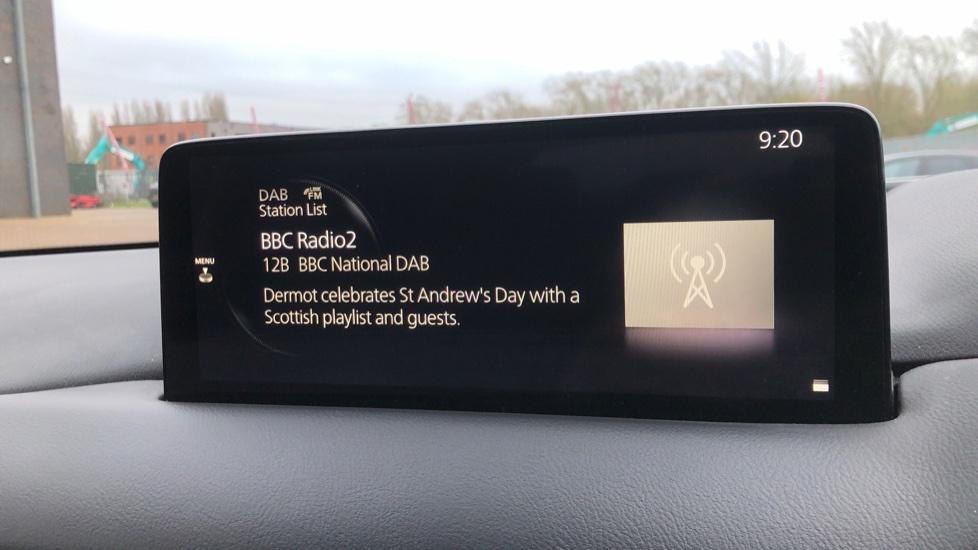 9:20
DAB LINK FM
Station List
BBC Radio2
MENU
12B BBC National DAB
Dermot celebrates St Andrew's Day with a
Scottish playlist and guests.